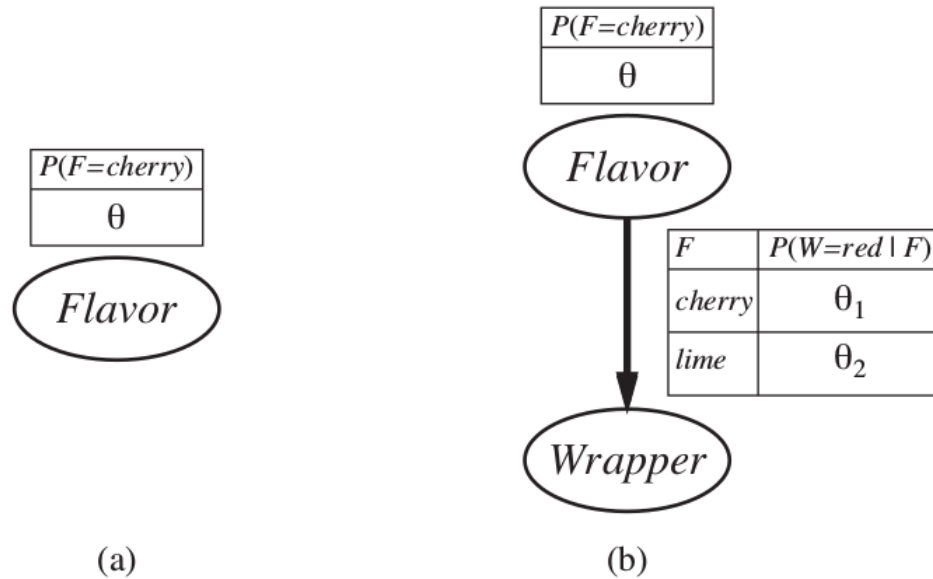 P(F=cherry)
θ
Flavor
(a)
P(F=cherry)
θ
Flavor
F P(W=red | F)
cherry θ₁
lime θ₂
Wrapper
(b)